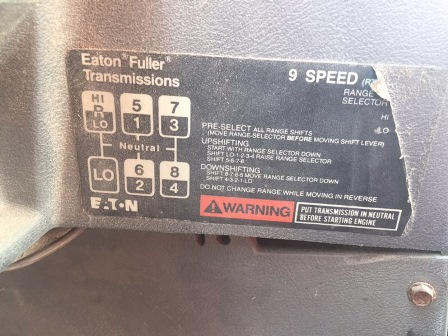 Eaton® Fuller®
Transmissions
9 SPEED
RANGE
SELECTOR
HI
LO
HI 5 7
R
LO 1 3
Neutral
LO 6 8
2 4
PRE-SELECT ALL RANGE SHIFTS
(MOVE RANGE-SELECTOR BEFORE MOVING SHIFT LEVER)
UPSHIFTING
START WITH RANGE SELECTOR DOWN
SHIFT LO-1-2-3-4 RAISE RANGE SELECTOR
SHIFT 5-6-7-8
DOWNSHIFTING
SHIFT 8-7-6-5 MOVE RANGE SELECTOR DOWN
SHIFT 4-3-2-1-LO
DO NOT CHANGE RANGE WHILE MOVING IN REVERSE
EATON
WARNING
PUT TRANSMISSION IN NEUTRAL
BEFORE STARTING ENGINE